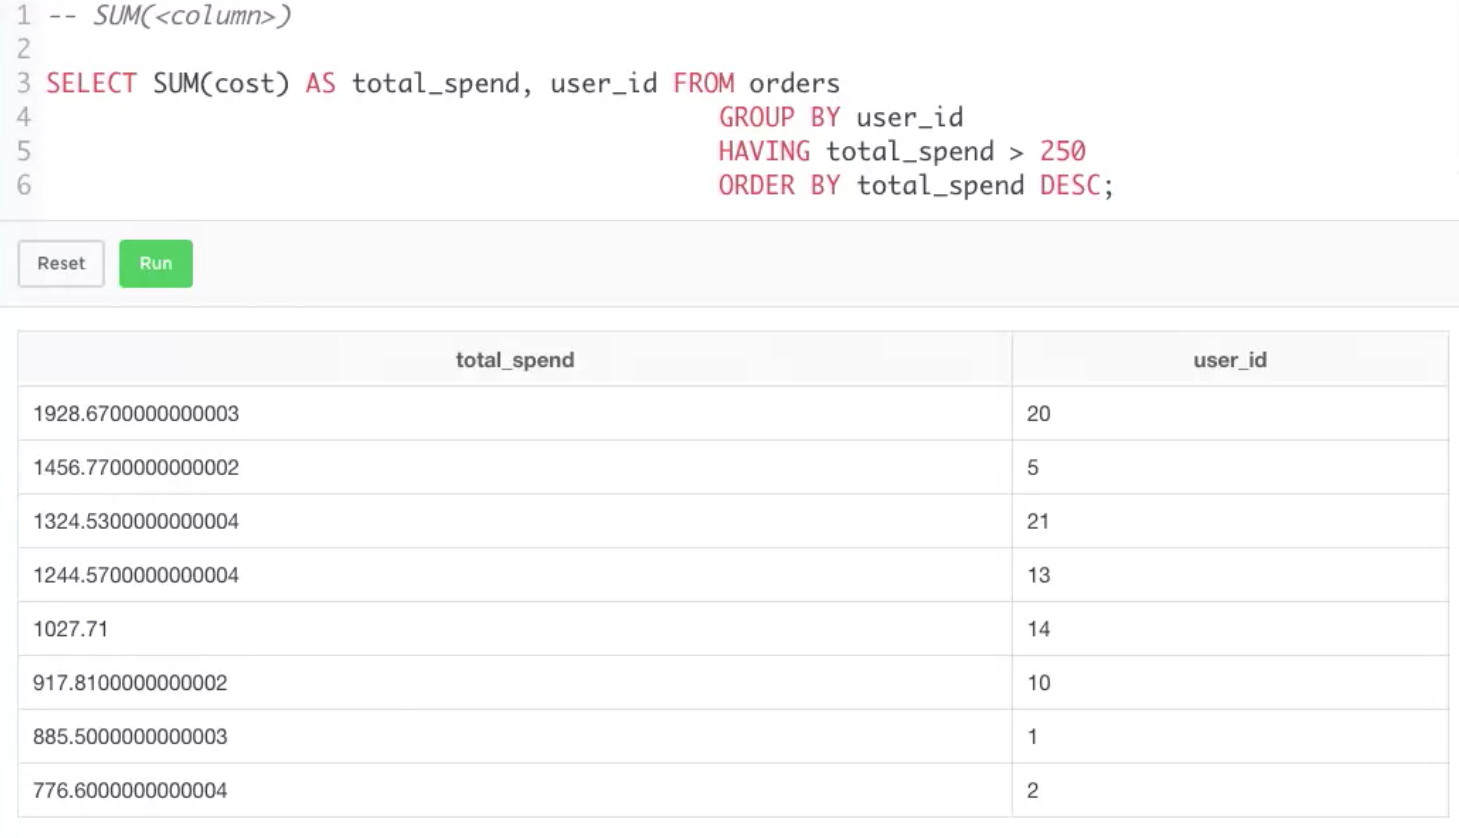 1 -- SUM(<column>)
2
3 SELECT SUM(cost) AS total_spend, user_id FROM orders
4 GROUP BY user_id
5 HAVING total_spend > 250
6 ORDER BY total_spend DESC;
Reset Run
total_spend user_id
1928.6700000000003 20
1456.7700000000002 5
1324.5300000000004 21
1244.5700000000004 13
1027.71 14
917.8100000000002 10
885.5000000000003 1
776.6000000000004 2